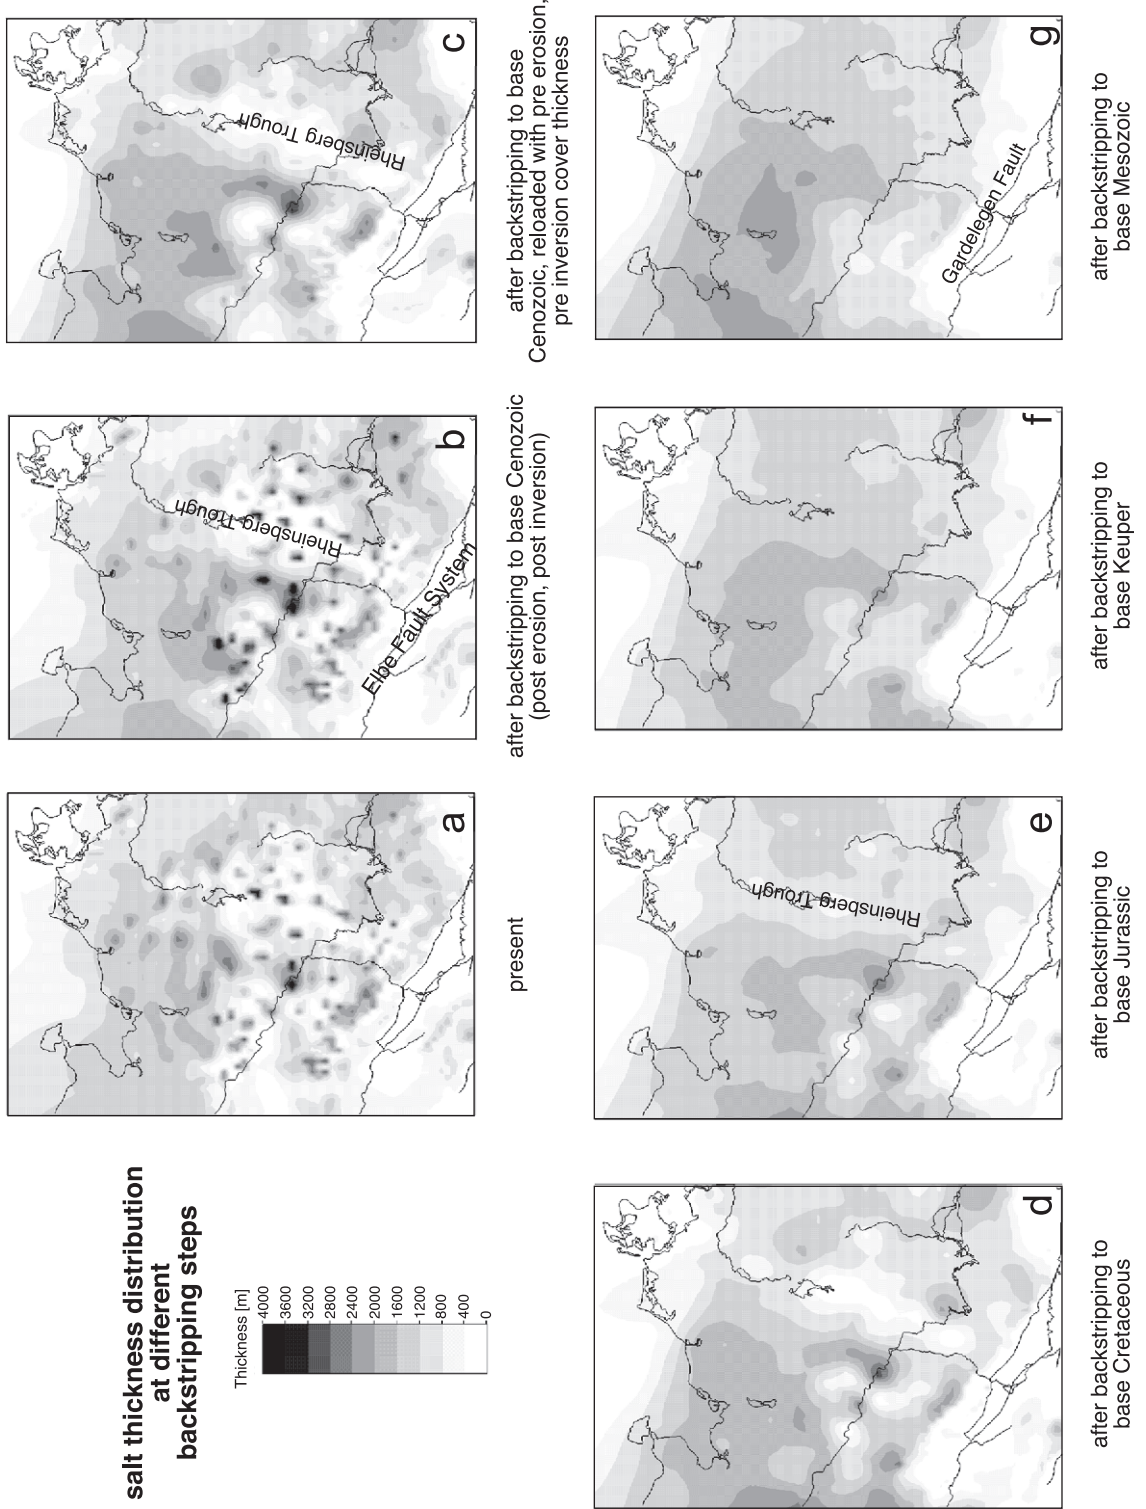 salt thickness distribution
at different
backstripping steps
Thickness [m]
4000
3600
3200
2800
2400
2000
1600
1200
800
400
0
a
present
Rheinsberg Trough
Elbe Fault System
b
after backstripping to base Cenozoic
(post erosion, post inversion)
Rheinsberg Trough
c
after backstripping to base
Cenozoic, reloaded with pre erosion,
pre inversion cover thickness
d
after backstripping to
base Cretaceous
Rheinsberg Trough
e
after backstripping to
base Jurassic
f
after backstripping to
base Keuper
Gardelegen Fault
g
after backstripping to
base Mesozoic